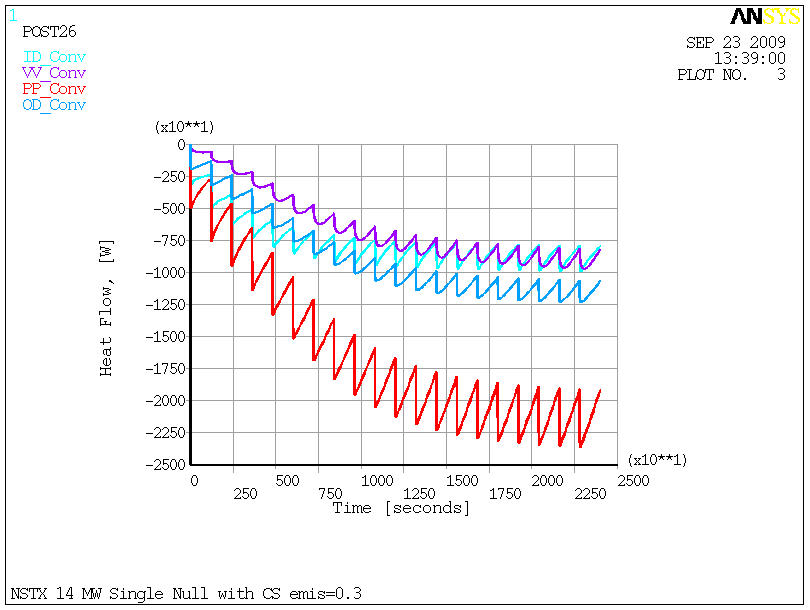 1
ANSYS
POST26
SEP 23 2009
13:39:00
PLOT NO. 3
ID_Conv
VV_Conv
PP_Conv
OD_Conv
(x10**1)
0
-250
-500
-750
-1000
-1250
-1500
-1750
-2000
-2250
-2500
Heat Flow, [W]
(x10**1)
0 500 1000 1500 2000 2500
250 750 1250 1750 2250
Time [seconds]
NSTX 14 MW Single Null with CS emis=0.3